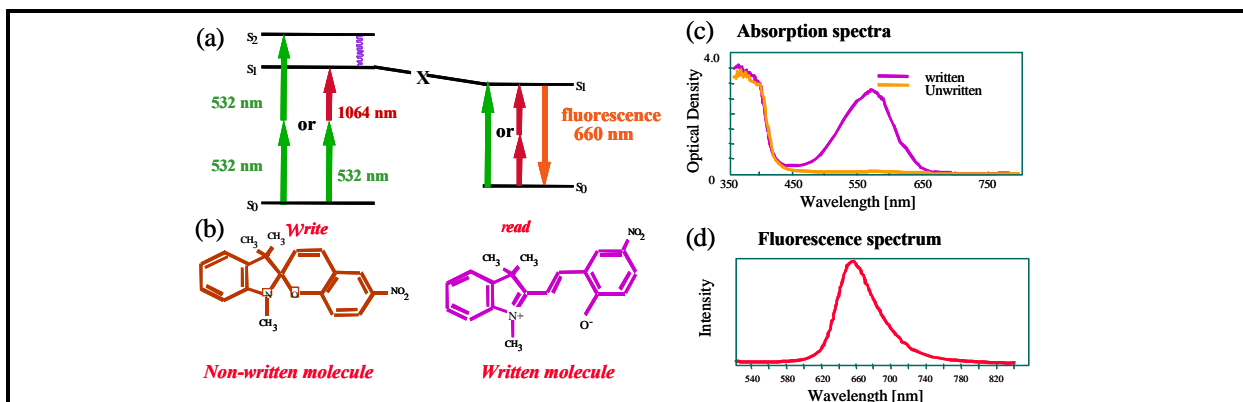 (a)
S2
S1
X
S1
532 nm
or
1064 nm
or
fluorescence
660 nm
532 nm
532 nm
S0
S0
Write
read
(b)
CH3
CH3
N
O
NO2
CH3
Non-written molecule
NO2
H3C
CH3
N+
O-
CH3
Written molecule
(c) Absorption spectra
4.0
written
Unwritten
Optical Density
0
350 450 550 650 750
Wavelength [nm]
(d) Fluorescence spectrum
Intensity
540 580 620 660 700 740 780 820
Wavelength [nm]